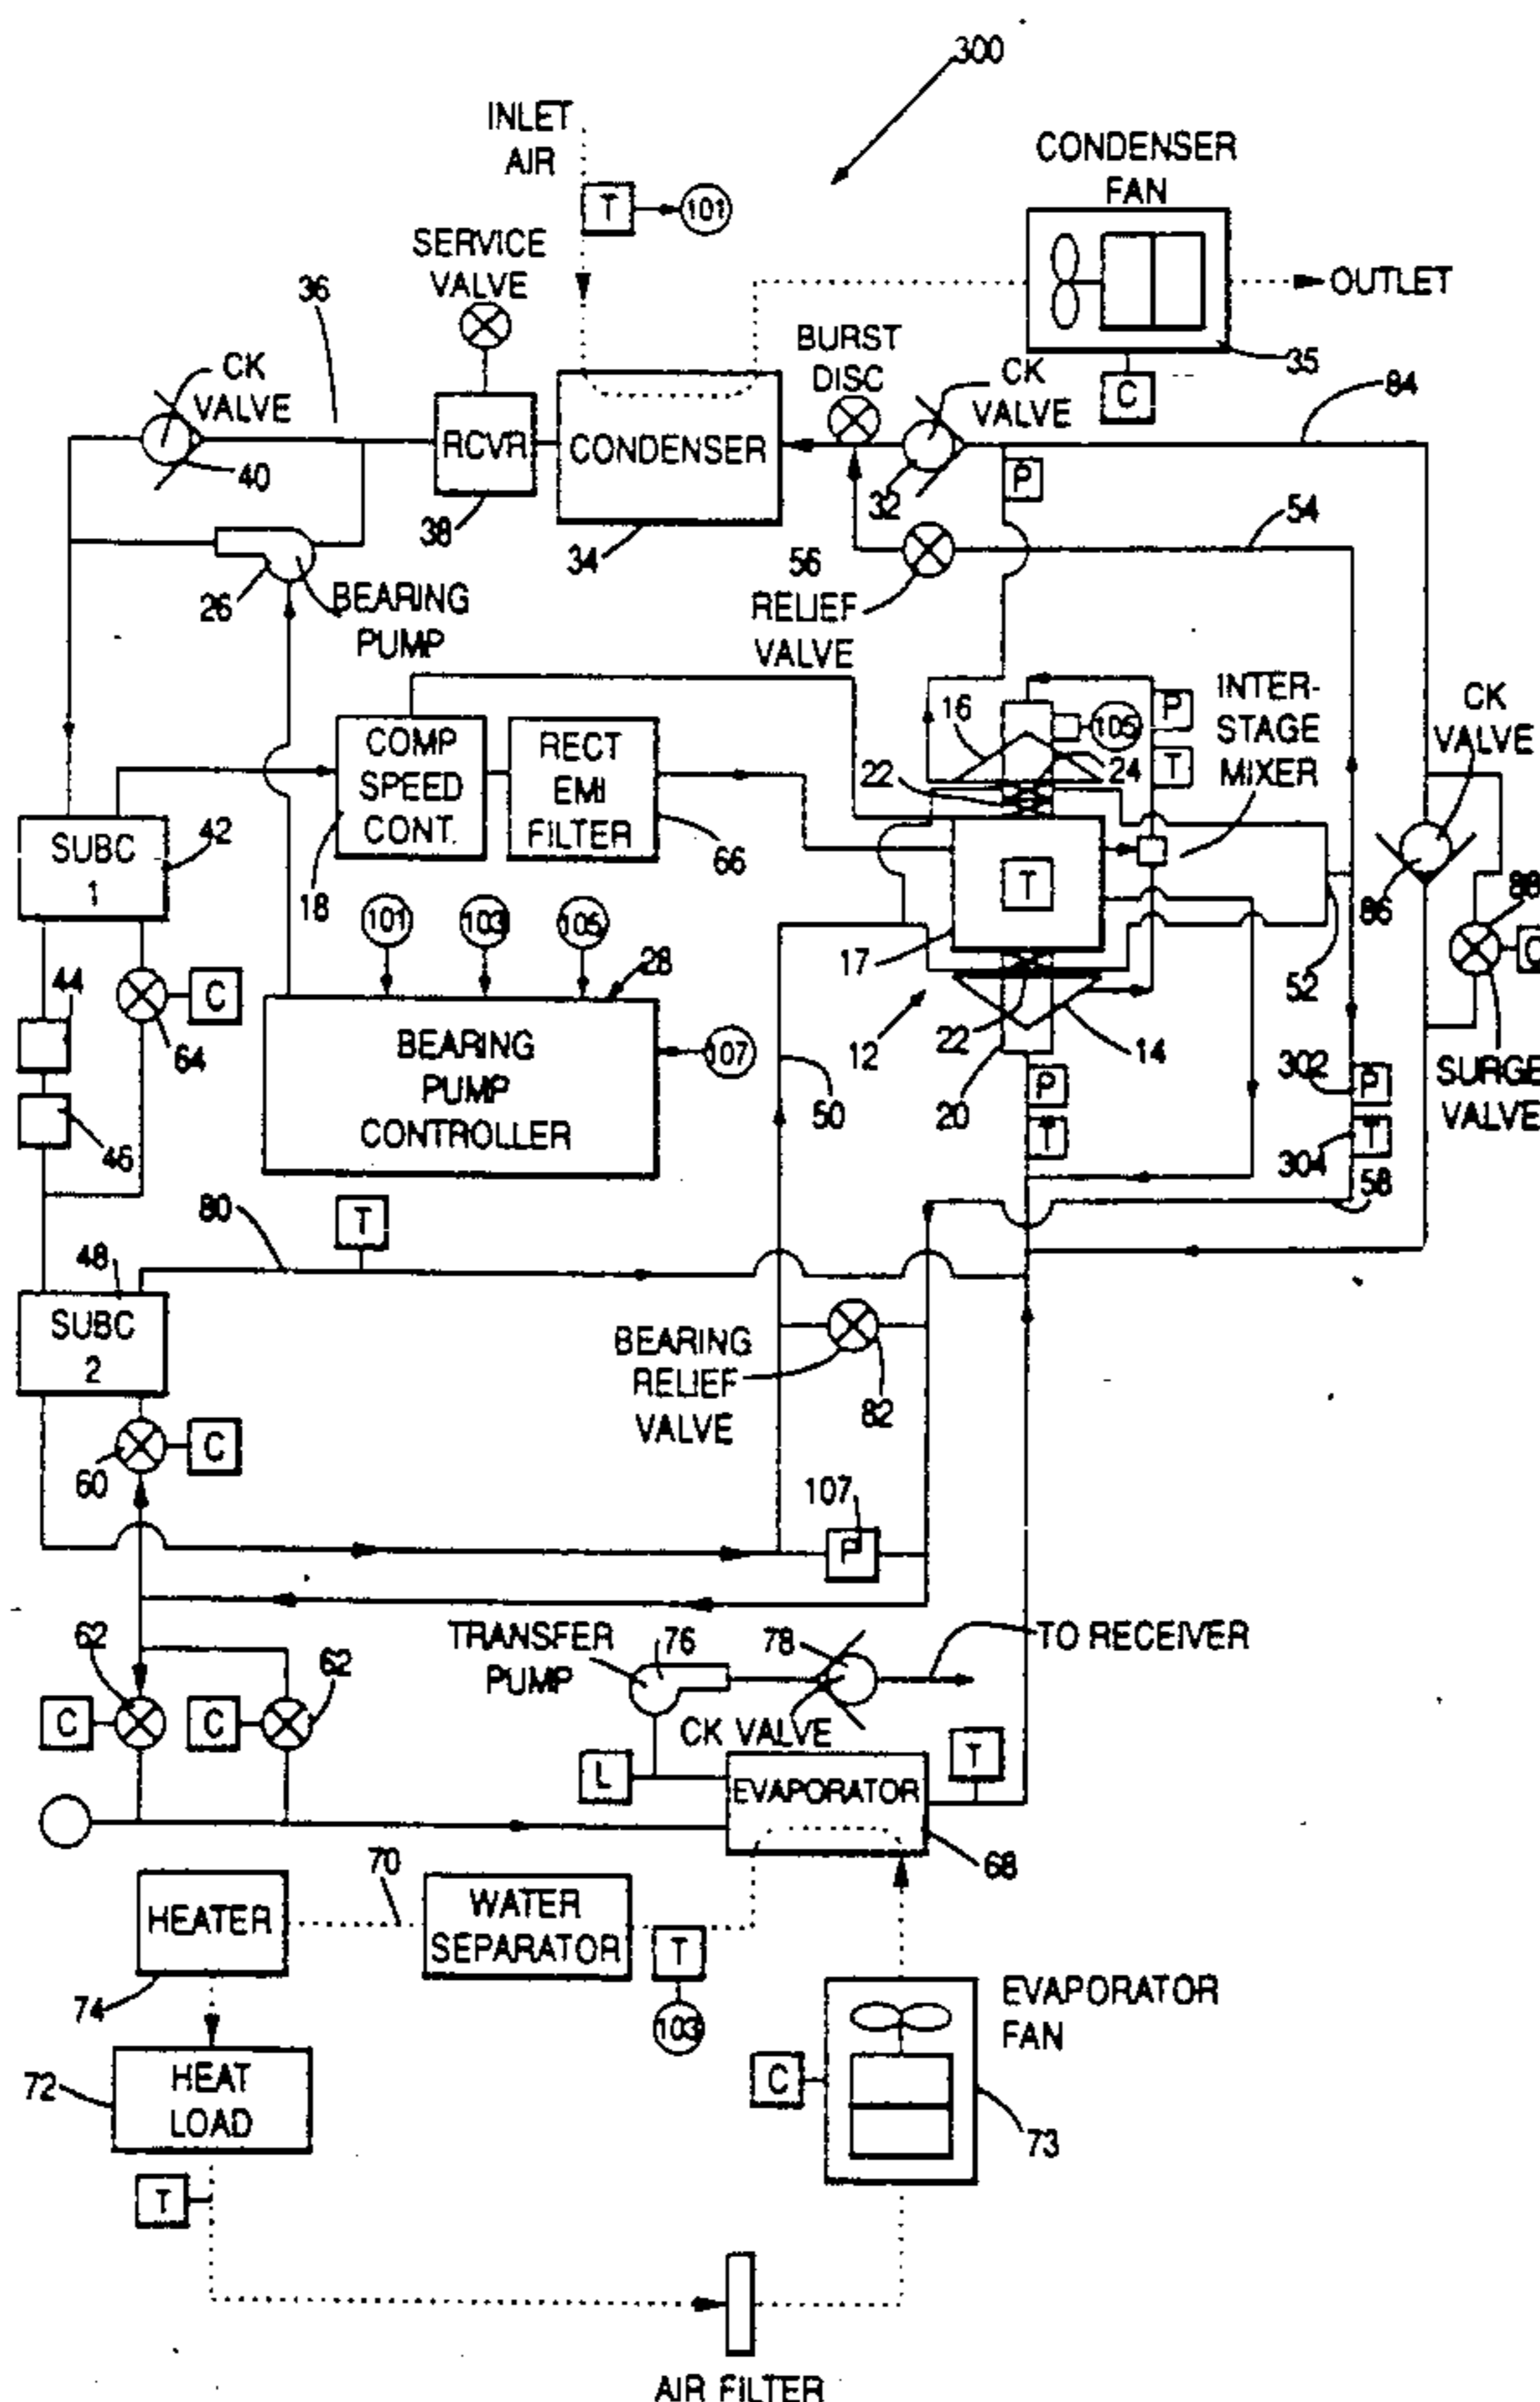 300
INLET
AIR
CONDENSER
FAN
T
101
SERVICE
VALVE
36
OUTLET
BURST
DISC
CK
VALVE
35
CK
VALVE
C
84
RCVR
CONDENSER
40
P
32
38
34
54
56
RELIEF
VALVE
26
BEARING
PUMP
INTER-
STAGE
MIXER
16
105
P
CK
VALVE
COMP
SPEED
CONT.
RECT
EMI
FILTER
22
24
T
SUBC
1
42
18
66
T
86
88
101
103
105
17
52
C
44
C
28
64
BEARING
PUMP
CONTROLLER
107
12
22
14
302
P
SURGE
VALVE
46
50
20
P
T
304
T
58
80
T
48
SUBC
2
BEARING
RELIEF
VALVE
82
C
60
107
P
62
62
TRANSFER
PUMP
76
78
TO RECEIVER
C
C
CK VALVE
T
L
EVAPORATOR
70
68
HEATER
WATER
SEPARATOR
T
74
103
EVAPORATOR
FAN
72
HEAT
LOAD
C
73
T
AIR FILTER